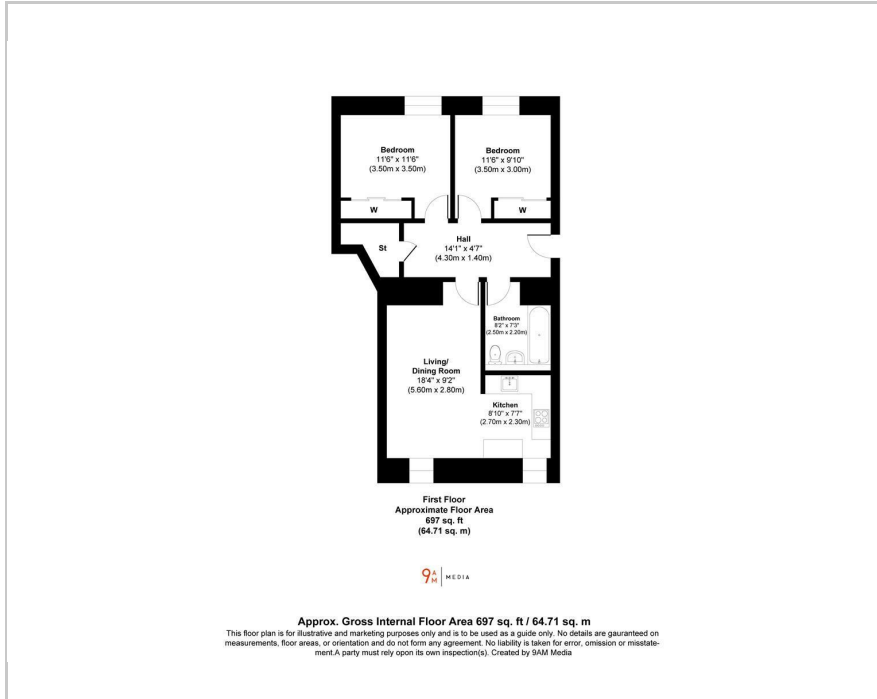 Bedroom
11'6" x 11'6"
(3.50m x 3.50m)
Bedroom
11'6" x 9'10"
(3.50m x 3.00m)
W
W
St
Hall
14'1" x 4'7"
(4.30m x 1.40m)
Bathroom
8'2" x 7'3"
(2.50m x 2.20m)
Living/
Dining Room
18'4" x 9'2"
(5.60m x 2.80m)
Kitchen
8'10" x 7'7"
(2.70m x 2.30m)
First Floor
Approximate Floor Area
697 sq. ft
(64.71 sq. m)
9AM MEDIA
Approx. Gross Internal Floor Area 697 sq. ft / 64.71 sq. m
This floor plan is for illustrative and marketing purposes only and is to be used as a guide only. No details are gauranteed on
measurements, floor areas, or orientation and do not form any agreement. No liability is taken for error, omission or misstate-
ment.A party must rely upon its own inspection(s). Created by 9AM Media